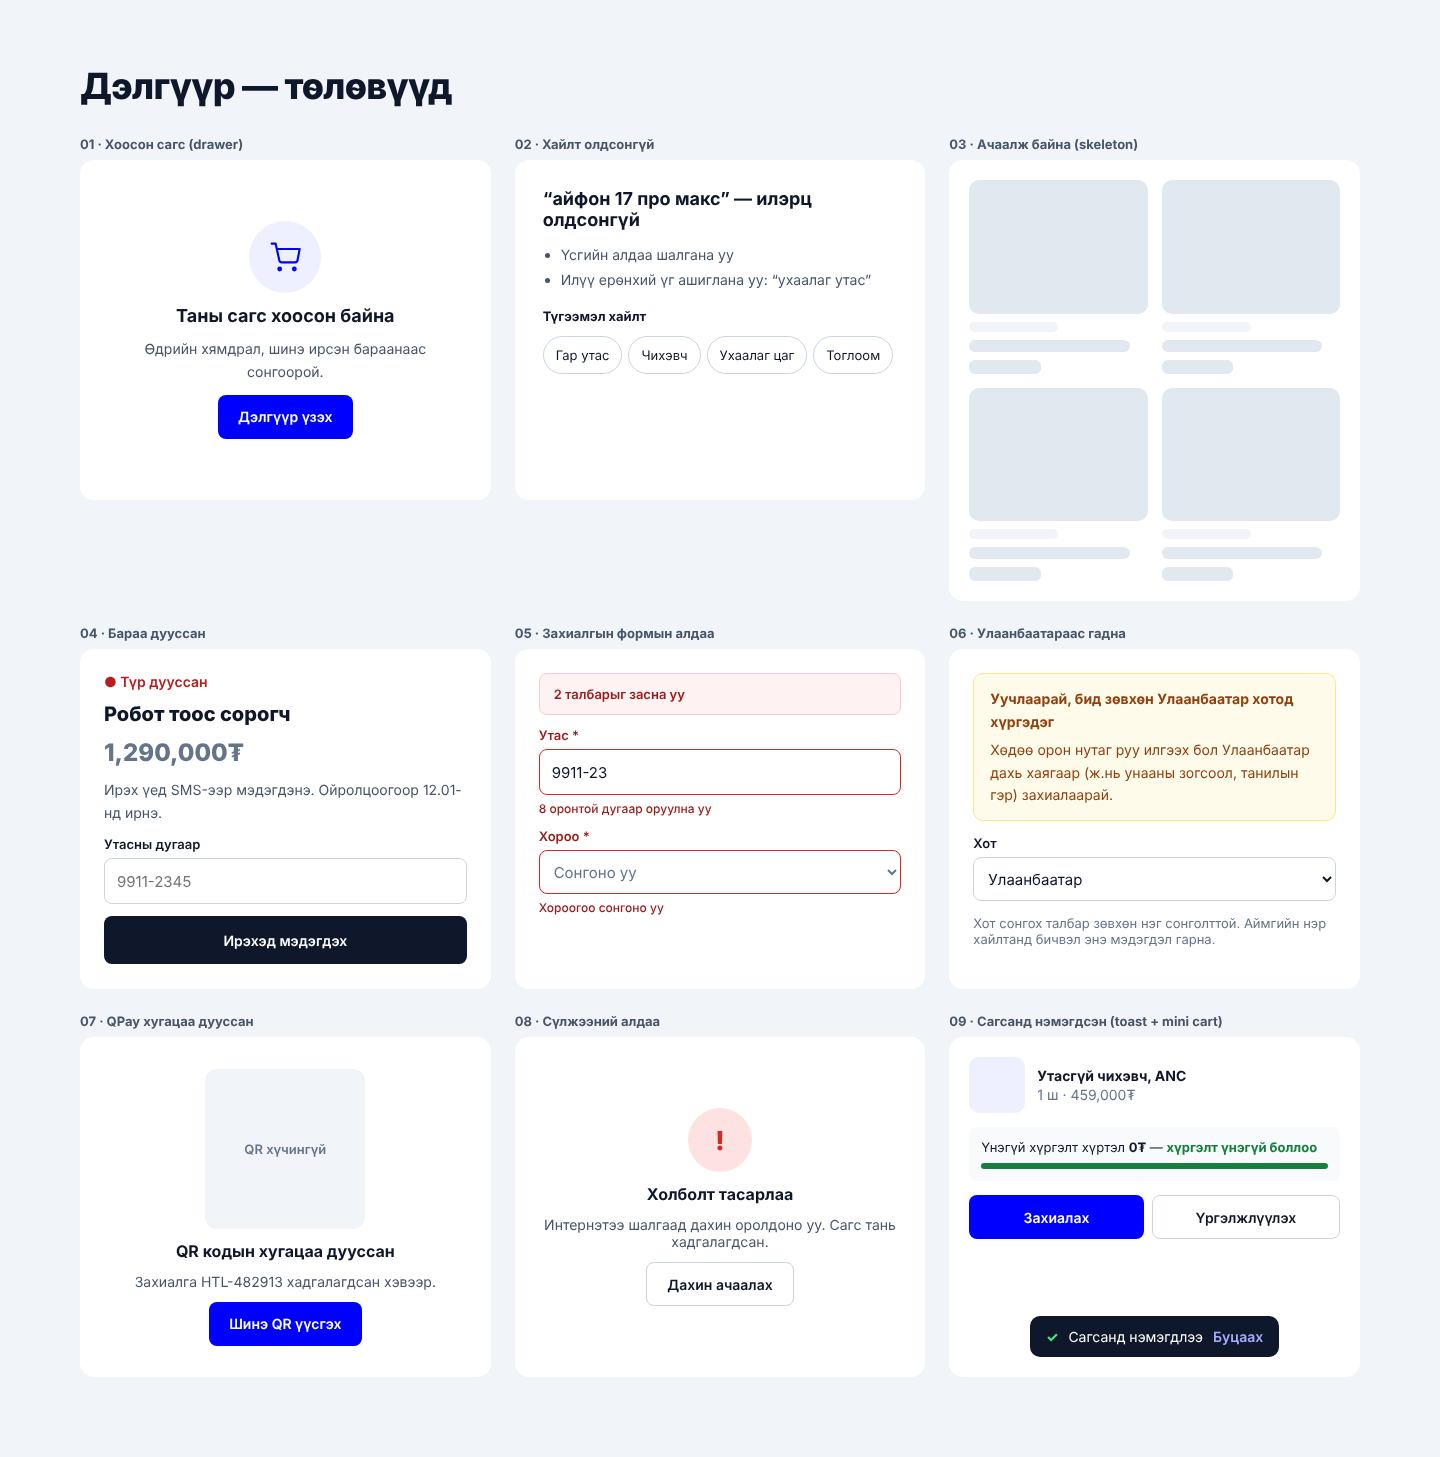 Дэлгүүр — төлөвүүд
01 · Хоосон сагс (drawer)
Таны сагс хоосон байна
Өдрийн хямдрал, шинэ ирсэн бараанаас
сонгоорой.
Дэлгүүр үзэх
02 · Хайлт олдсонгүй
“айфон 17 про макс” — илэрц
олдсонгүй
• Үсгийн алдаа шалгана уу
• Илүү ерөнхий үг ашиглана уу: “ухаалаг утас”
Түгээмэл хайлт
Гар утас Чихэвч Ухаалаг цаг Тоглоом
03 · Ачаалж байна (skeleton)
04 · Бараа дууссан
● Түр дууссан
Робот тоос сорогч
1,290,000₮
Ирэх үед SMS-ээр мэдэгдэнэ. Ойролцоогоор 12.01-
нд ирнэ.
Утасны дугаар
9911-2345
Ирэхэд мэдэгдэх
05 · Захиалгын формын алдаа
2 талбарыг засна уу
Утас *
9911-23
8 оронтой дугаар оруулна уу
Хороо *
Сонгоно уу
Хороогоо сонгоно уу
06 · Улаанбаатараас гадна
Уучлаарай, бид зөвхөн Улаанбаатар хотод
хүргэдэг
Хөдөө орон нутаг руу илгээх бол Улаанбаатар
дахь хаягаар (ж.нь унааны зогсоол, танилын
гэр) захиалаарай.
Хот
Улаанбаатар
Хот сонгох талбар зөвхөн нэг сонголттой. Аймгийн нэр
хайлтанд бичвэл энэ мэдэгдэл гарна.
07 · QPay хугацаа дууссан
QR хүчингүй
QR кодын хугацаа дууссан
Захиалга HTL-482913 хадгалагдсан хэвээр.
Шинэ QR үүсгэх
08 · Сүлжээний алдаа
!
Холболт тасарлаа
Интернэтээ шалгаад дахин оролдоно уу. Сагс тань
хадгалагдсан.
Дахин ачаалах
09 · Сагсанд нэмэгдсэн (toast + mini cart)
Утасгүй чихэвч, ANC
1 ш · 459,000₮
Үнэгүй хүргэлт хүртэл 0₮ — хүргэлт үнэгүй боллоо
Захиалах Үргэлжлүүлэх
✓ Сагсанд нэмэгдлээ Буцаах